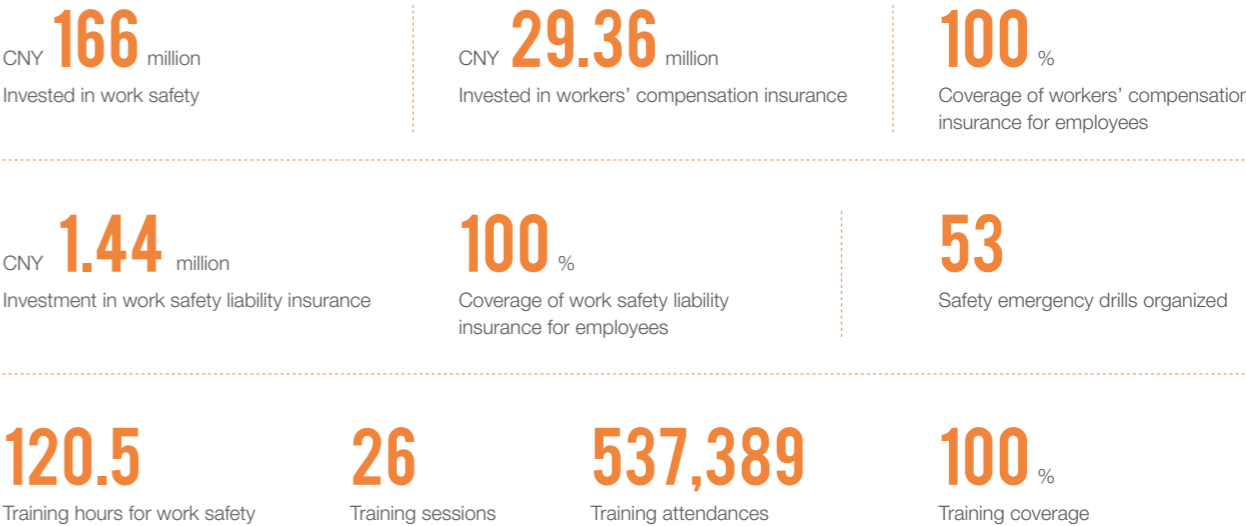 CNY 166 million
Invested in work safety
CNY 29.36 million
Invested in workers’ compensation insurance
100 %
Coverage of workers’ compensation
insurance for employees
CNY 1.44 million
Investment in work safety liability insurance
100 %
Coverage of work safety liability
insurance for employees
53
Safety emergency drills organized
120.5
Training hours for work safety
26
Training sessions
537,389
Training attendances
100 %
Training coverage